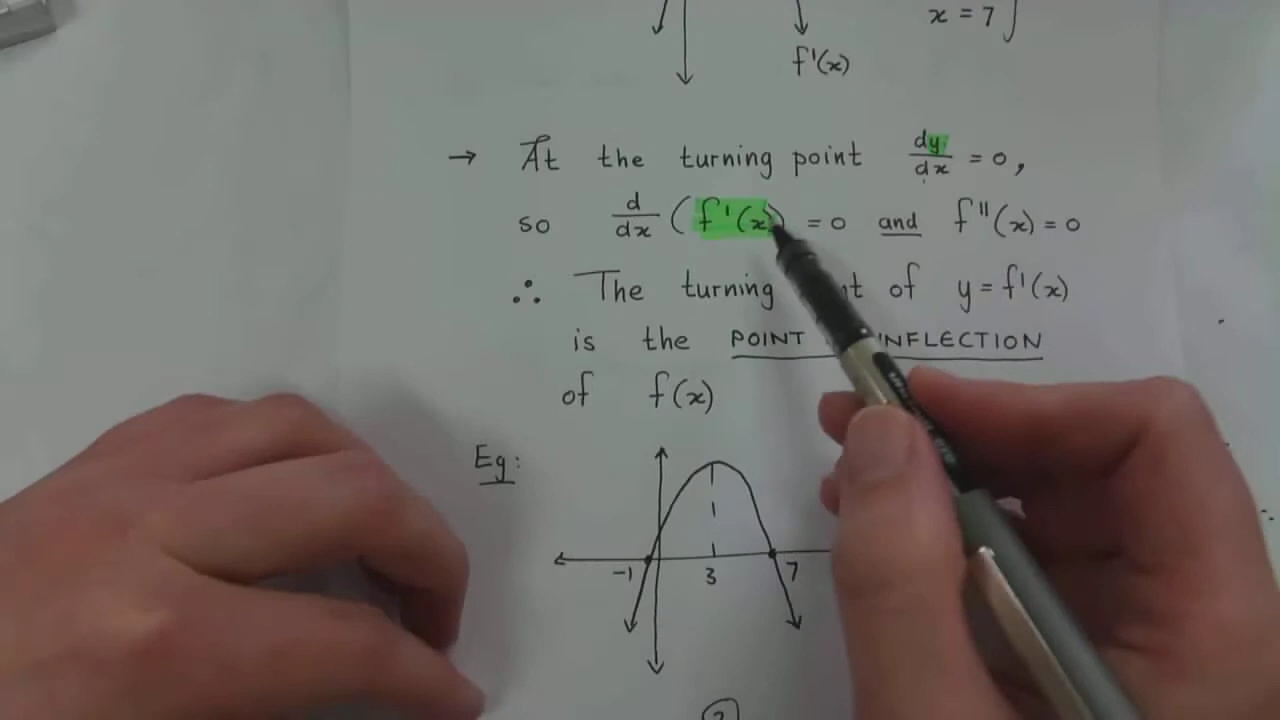 x = 7
f'(x)
→ At the turning point dy/dx = 0,
so d/dx (f'(x)) = 0 and f''(x) = 0
∴ The turning of y = f'(x)
is the POINT INFLECTION
of f(x)
Eg:
-1 3 7